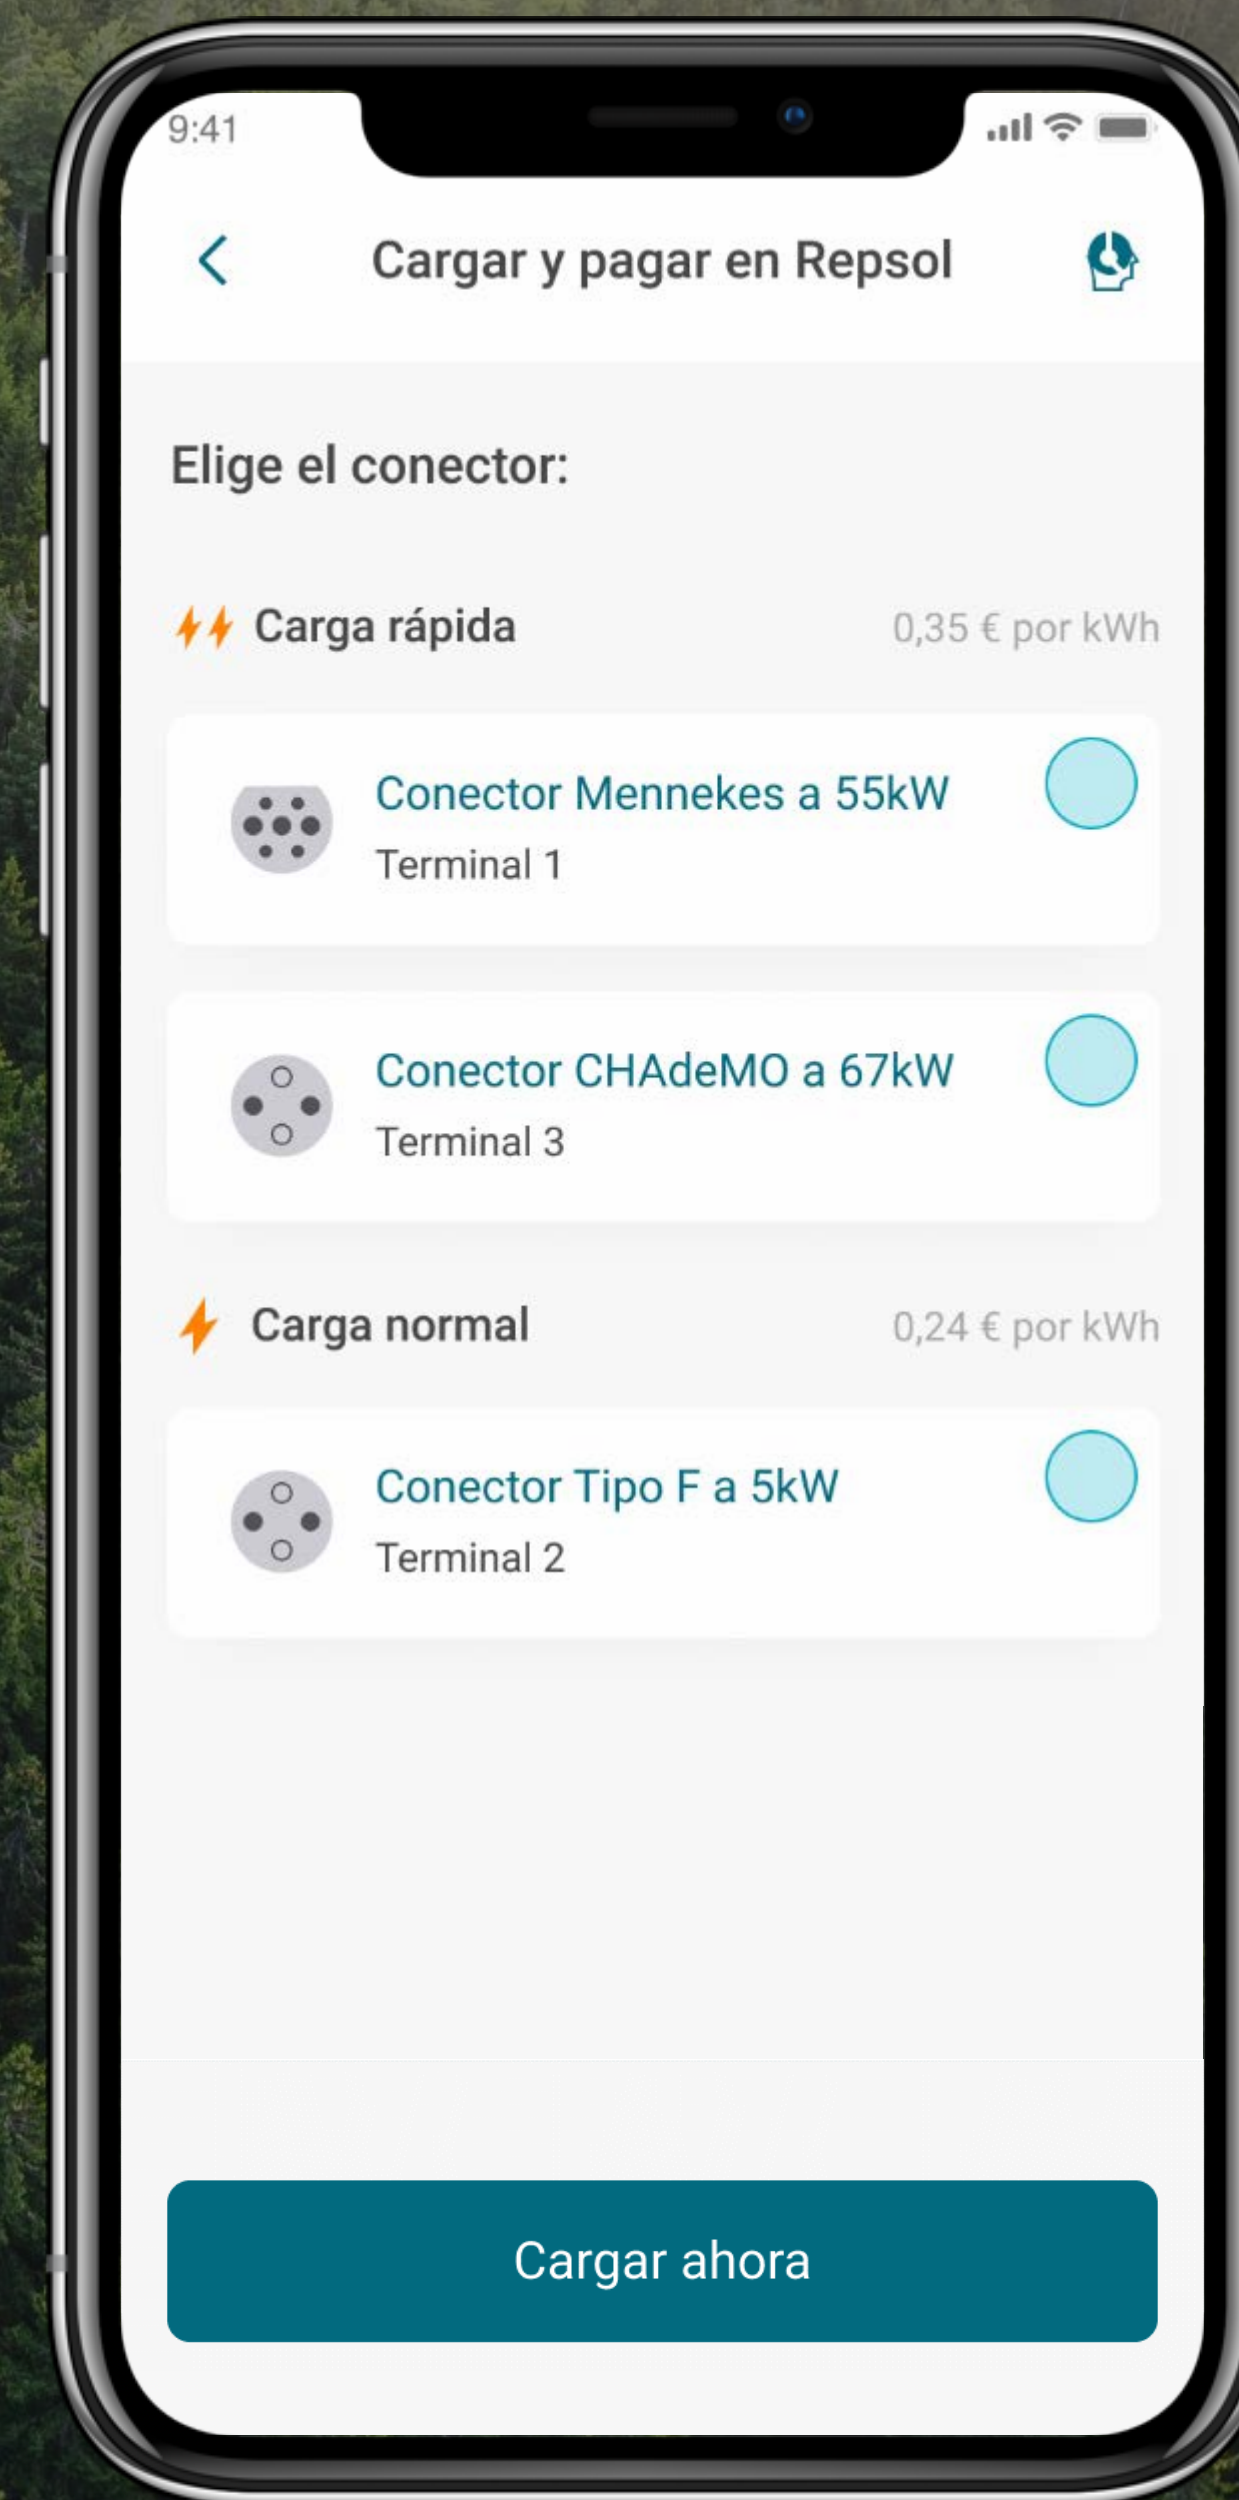 9:41
Cargar y pagar en Repsol
Elige el conector:
Carga rápida
0,35 € por kWh
Conector Mennekes a 55kW
Terminal 1
Conector CHAdeMO a 67kW
Terminal 3
Carga normal
0,24 € por kWh
Conector Tipo F a 5kW
Terminal 2
Cargar ahora